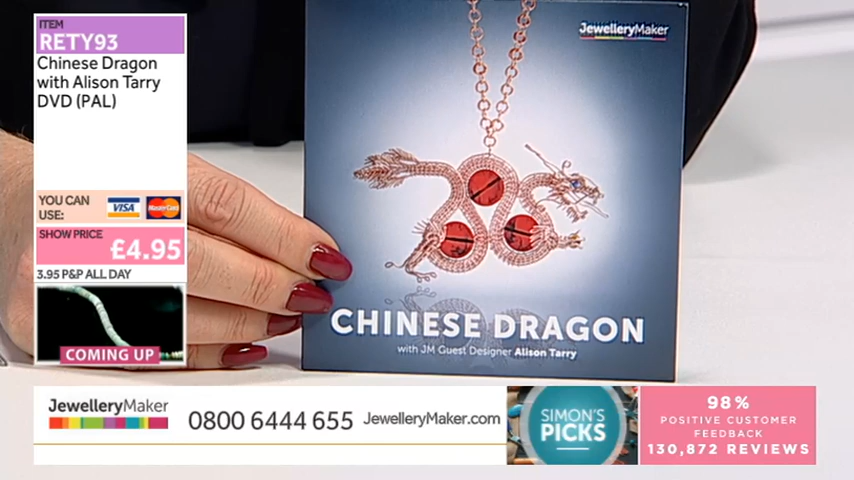 ITEM
RETY93
Chinese Dragon
with Alison Tarry
DVD (PAL)
YOU CAN
USE:
VISA
MasterCard
SHOW PRICE
£4.95
3.95 P&P ALL DAY
COMING UP
JewelleryMaker
CHINESE DRAGON
with JM Guest Designer Alison Tarry
JewelleryMaker
0800 6444 655
JewelleryMaker.com
SIMON'S
PICKS
98%
POSITIVE CUSTOMER
FEEDBACK
130,872 REVIEWS